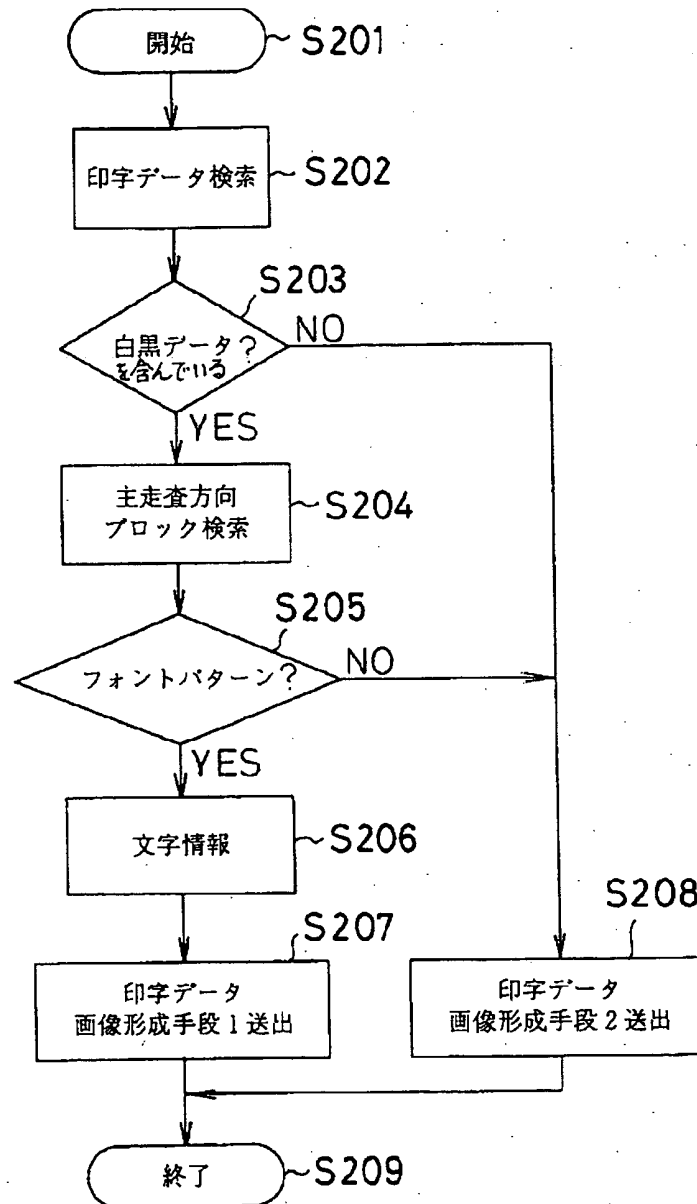 開始
S201
印字データ検索
S202
S203
白黒データ?
を含んでいる
NO
YES
主走査方向
ブロック検索
S204
S205
フォントパターン?
NO
YES
文字情報
S206
S207
印字データ
画像形成手段1送出
S208
印字データ
画像形成手段2送出
終了
S209